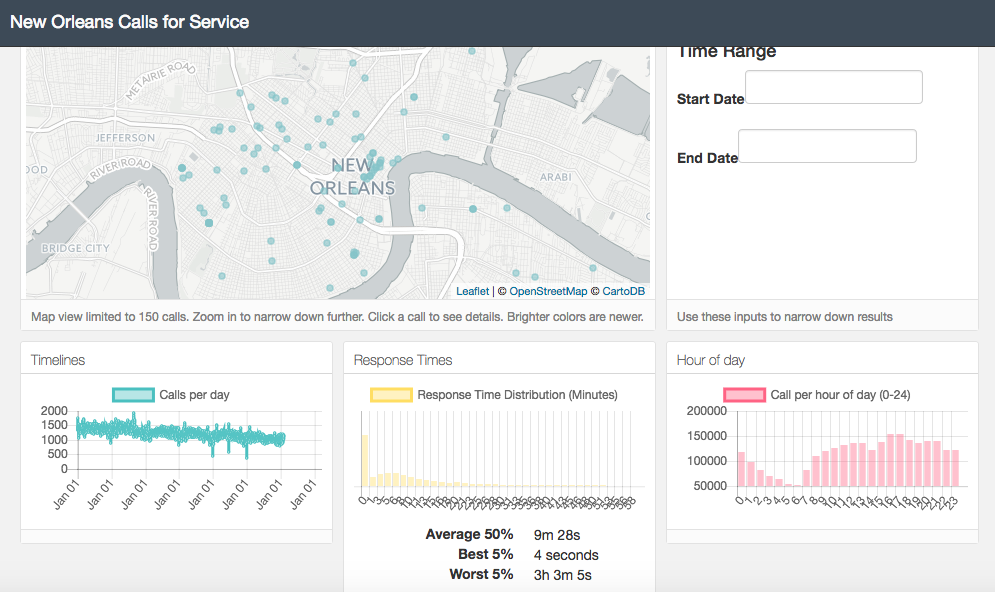 New Orleans Calls for Service
Time Range
METAIRIE ROAD
JEFFERSON
OOD
RIVER ROAD
RIVER ROAD
NEW
ORLEANS
ARABI
BRIDGE CITY
Leaflet | © OpenStreetMap © CartoDB
Map view limited to 150 calls. Zoom in to narrow down further. Click a call to see details. Brighter colors are newer.
Start Date
End Date
Use these inputs to narrow down results
Timelines
Calls per day
2000
1500
1000
500
0
Jan 01 Jan 01 Jan 01 Jan 01 Jan 01 Jan 01 Jan 01 Jan 01
Response Times
Response Time Distribution (Minutes)
Average 50% 9m 28s
Best 5% 4 seconds
Worst 5% 3h 3m 5s
Hour of day
Call per hour of day (0-24)
200000
150000
100000
50000
0 1 2 3 4 5 6 7 8 9 10 11 12 13 14 15 16 17 18 19 20 21 22 23